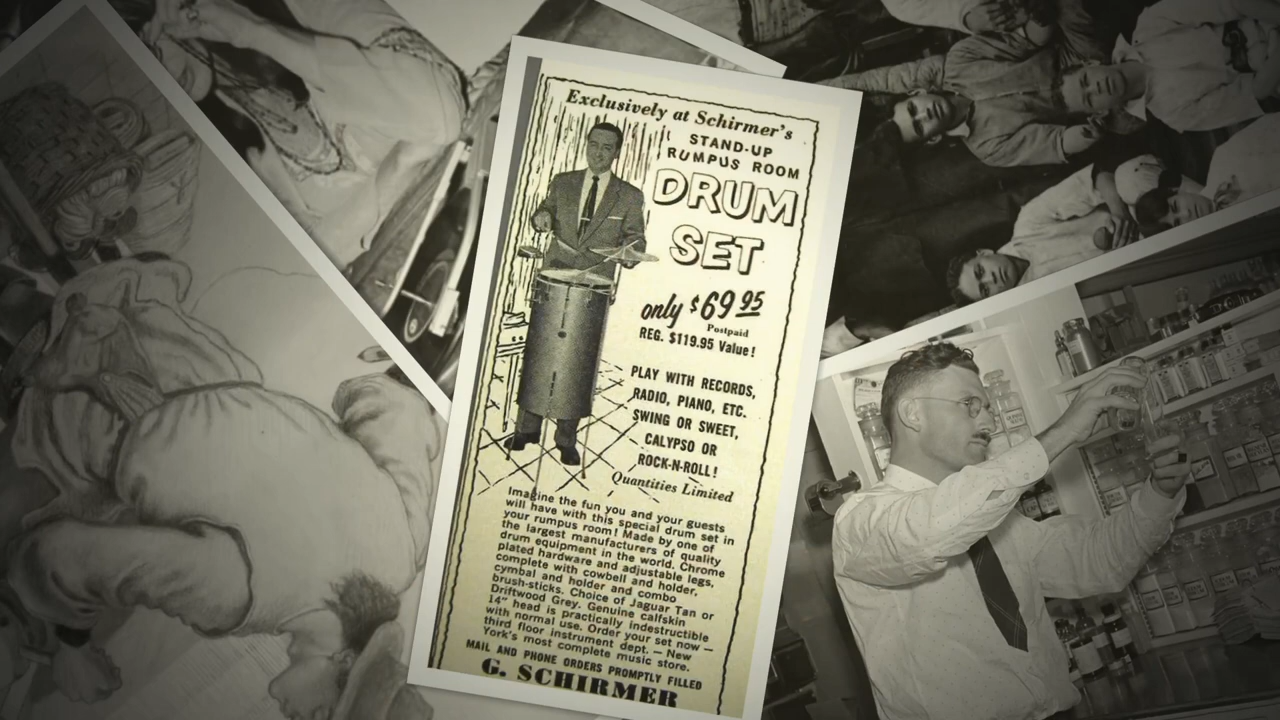 Exclusively at Schirmer's
STAND-UP
RUMPUS ROOM
DRUM
SET
only $69.95
Postpaid
REG. $119.95 Value!
PLAY WITH RECORDS,
RADIO, PIANO, ETC.
SWING OR SWEET,
CALYPSO OR
ROCK-N-ROLL!
Quantities Limited
Imagine the fun you and your guests
will have with this special drum set in
your rumpus room! Made by one of
the largest manufacturers of quality
drum equipment in the world. Chrome
plated hardware and adjustable legs,
complete with cowbell and holder,
cymbal and holder and combo
brush-sticks. Choice of Jaguar Tan or
Driftwood Grey. Genuine calfskin
14" head is practically indestructible
with normal use. Order your set now —
third floor instrument dept. — New
York's most complete music store.
MAIL AND PHONE ORDERS PROMPTLY FILLED
G. SCHIRMER